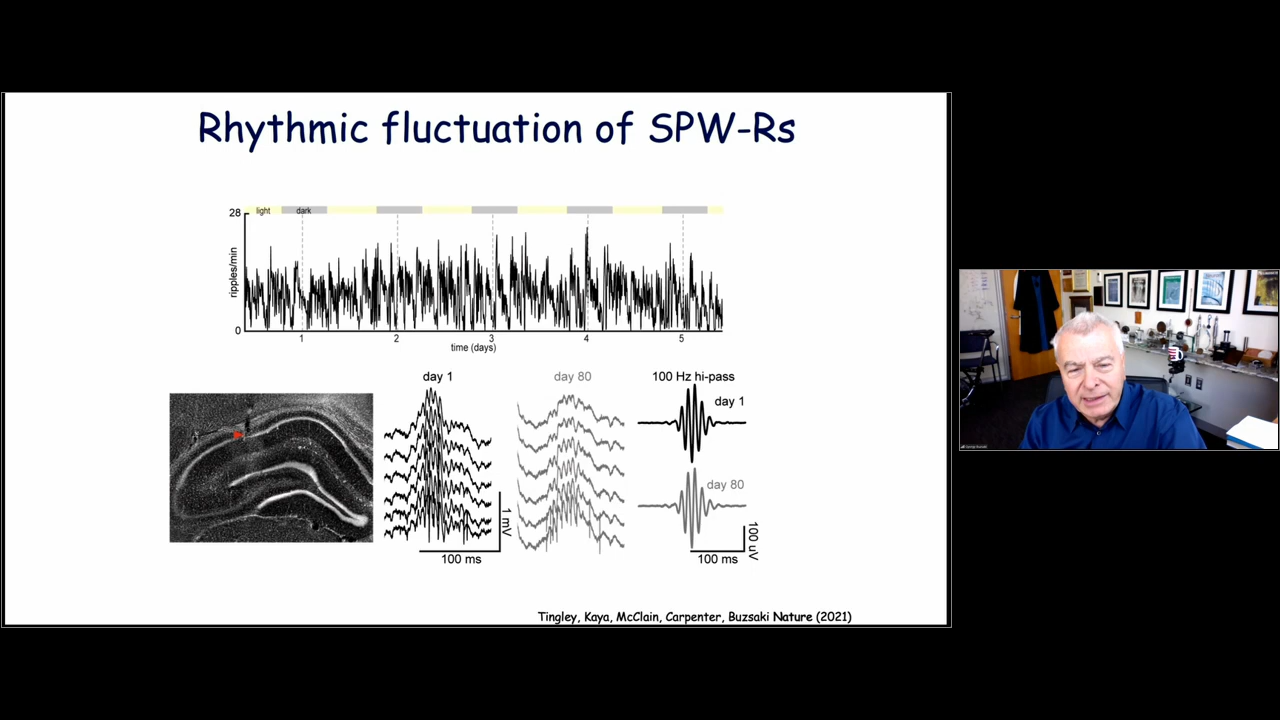 Rhythmic fluctuation of SPW-Rs
light dark
28
ripples/min
0
1 2 3 4 5
time (days)
day 1
day 80
100 Hz hi-pass
day 1
day 80
1 mV
100 ms
100 uV
100 ms
Tingley, Kaya, McClain, Carpenter, Buzsaki Nature (2021)